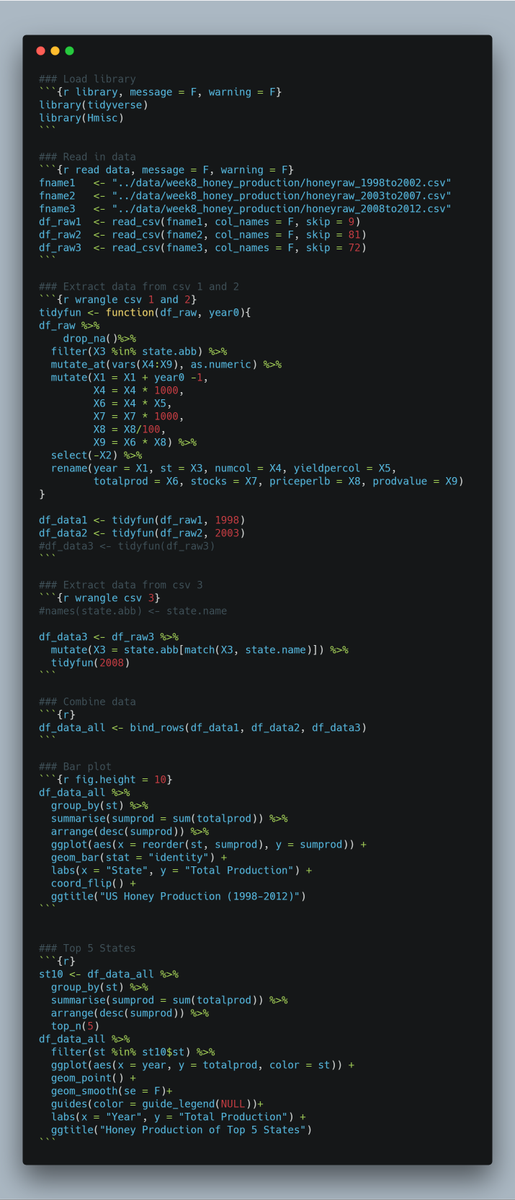 ### Load library
```{r library, message = F, warning = F}
library(tidyverse)
library(Hmisc)
```

### Read in data
```{r read data, message = F, warning = F}
fname1   <- "../data/week8_honey_production/honeyraw_1998to2002.csv"
fname2   <- "../data/week8_honey_production/honeyraw_2003to2007.csv"
fname3   <- "../data/week8_honey_production/honeyraw_2008to2012.csv"
df_raw1  <- read_csv(fname1, col_names = F, skip = 9)
df_raw2  <- read_csv(fname2, col_names = F, skip = 81)
df_raw3  <- read_csv(fname3, col_names = F, skip = 72)
```

### Extract data from csv 1 and 2
```{r wrangle csv 1 and 2}
tidyfun <- function(df_raw, year0){
df_raw %>%
    drop_na()%>%
  filter(X3 %in% state.abb) %>%
  mutate_at(vars(X4:X9), as.numeric) %>%
  mutate(X1 = X1 + year0 -1,
         X4 = X4 * 1000,
         X6 = X4 * X5,
         X7 = X7 * 1000,
         X8 = X8/100,
         X9 = X6 * X8) %>%
  select(-X2) %>%
  rename(year = X1, st = X3, numcol = X4, yieldpercol = X5,
         totalprod = X6, stocks = X7, priceperlb = X8, prodvalue = X9)
}

df_data1 <- tidyfun(df_raw1, 1998)
df_data2 <- tidyfun(df_raw2, 2003)
#df_data3 <- tidyfun(df_raw3)
```

### Extract data from csv 3
```{r wrangle csv 3}
#names(state.abb) <- state.name

df_data3 <- df_raw3 %>%
  mutate(X3 = state.abb[match(X3, state.name)]) %>%
  tidyfun(2008)
```

### Combine data
```{r}
df_data_all <- bind_rows(df_data1, df_data2, df_data3)
```

### Bar plot
```{r fig.height = 10}
df_data_all %>%
  group_by(st) %>%
  summarise(sumprod = sum(totalprod)) %>%
  arrange(desc(sumprod)) %>%
  ggplot(aes(x = reorder(st, sumprod), y = sumprod)) +
  geom_bar(stat = "identity") +
  labs(x = "State", y = "Total Production") +
  coord_flip() +
  ggtitle("US Honey Production (1998-2012)")
```

### Top 5 States
```{r}
st10 <- df_data_all %>%
  group_by(st) %>%
  summarise(sumprod = sum(totalprod)) %>%
  arrange(desc(sumprod)) %>%
  top_n(5)
df_data_all %>%
  filter(st %in% st10$st) %>%
  ggplot(aes(x = year, y = totalprod, color = st)) +
  geom_point() +
  geom_smooth(se = F)+
  guides(color = guide_legend(NULL))+
  labs(x = "Year", y = "Total Production") +
  ggtitle("Honey Production of Top 5 States")
```